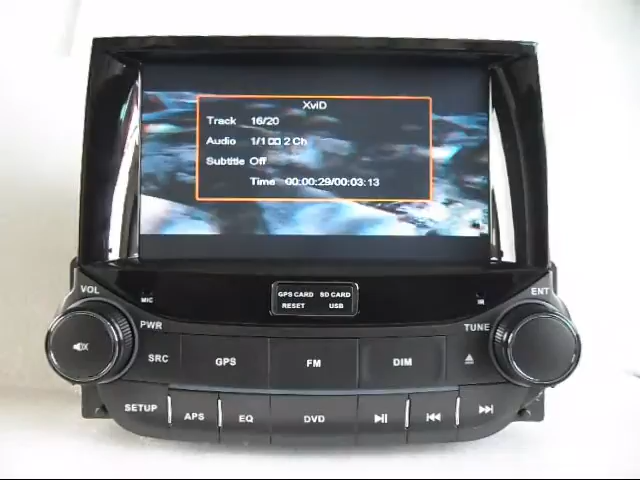 XviD
Track 16/20
Audio 1/1 2 Ch
Subtitle Off
Time 00:00:29/00:03:13
VOL
MIC
GPS CARD SD CARD
RESET USB
IR
ENT
PWR
TUNE
SRC
GPS
FM
DIM
SETUP
APS
EQ
DVD